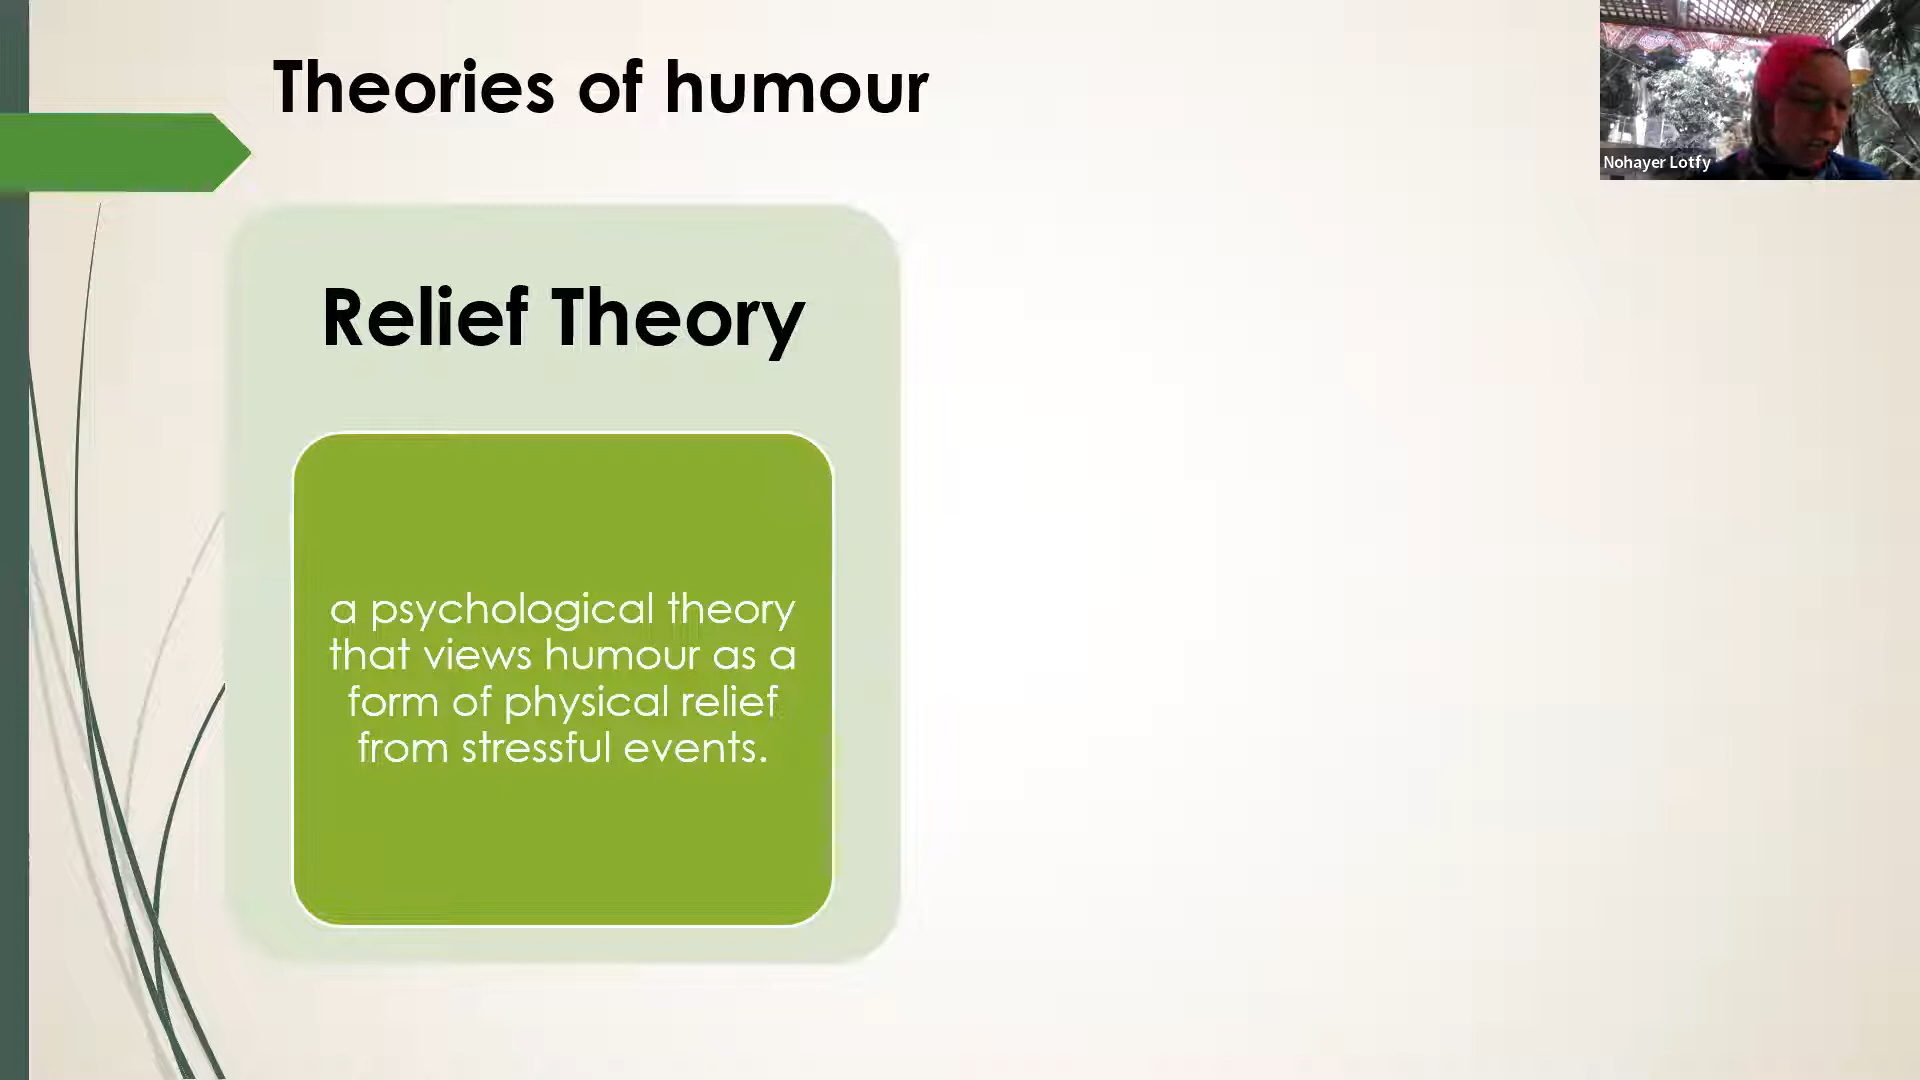 Theories of humour
Nohayer Lotfy
Relief Theory
a psychological theory
that views humour as a
form of physical relief
from stressful events.